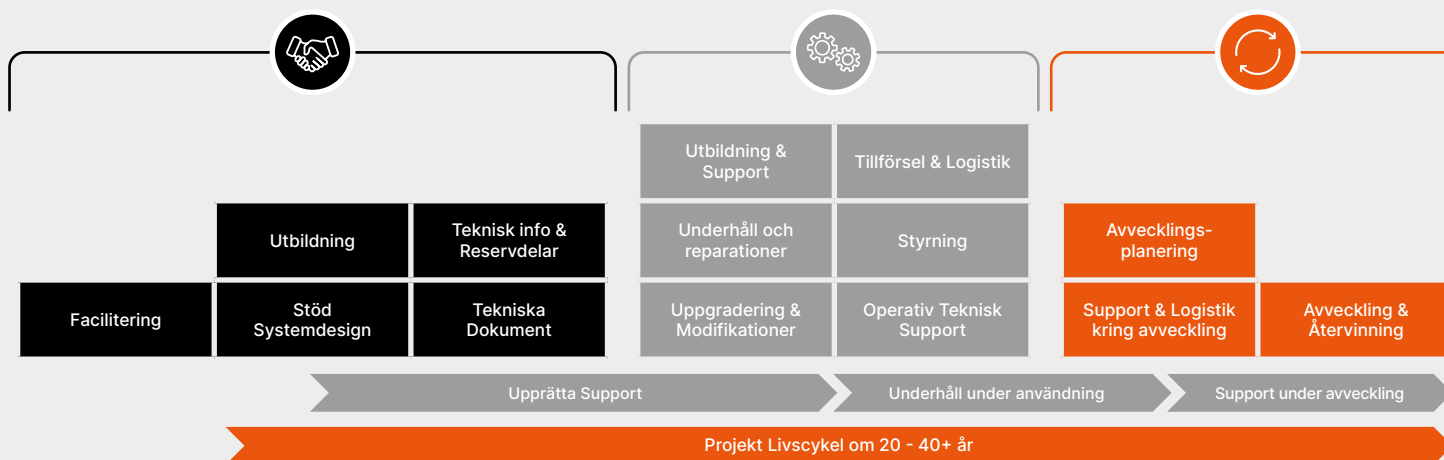 Utbildning &
Support
Tillförsel & Logistik
Utbildning
Teknisk info &
Reservdelar
Underhåll och
reparationer
Styrning
Avvecklings-
planering
Facilitering
Stöd
Systemdesign
Tekniska
Dokument
Uppgradering &
Modifikationer
Operativ Teknisk
Support
Support & Logistik
kring avveckling
Avveckling &
Återvinning
Upprätta Support
Underhåll under användning
Support under avveckling
Projekt Livscykel om 20 - 40+ år